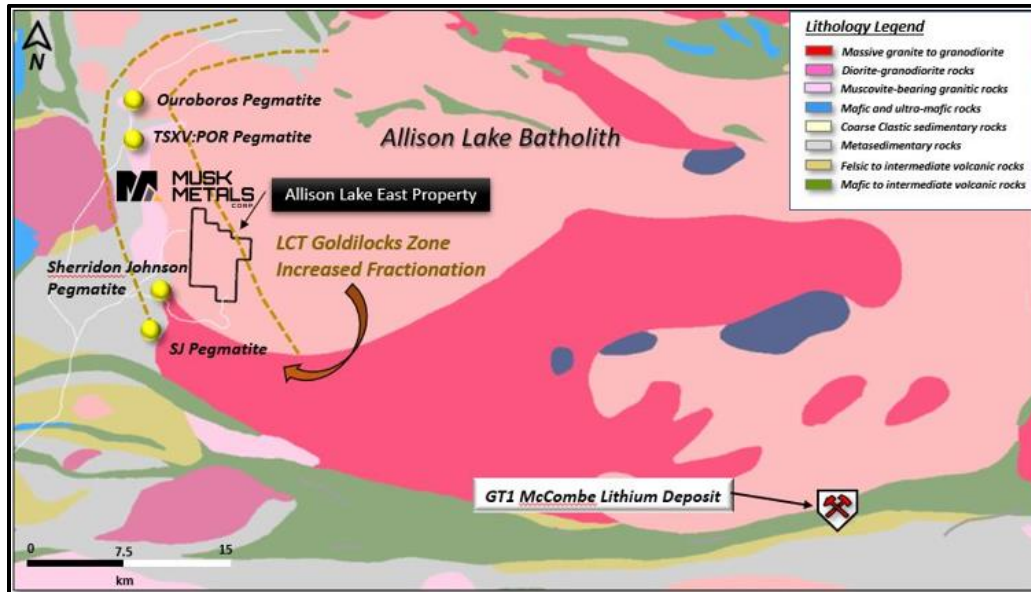 N
Ouroboros Pegmatite
TSXV:POR Pegmatite
MUSK
METALS
CORP.
Allison Lake Batholith
Allison Lake East Property
LCT Goldilocks Zone
Increased Fractionation
Sherridon Johnson
Pegmatite
SJ Pegmatite
GT1 McCombe Lithium Deposit
0 7.5 15
km
Lithology Legend
Massive granite to granodiorite
Diorite-granodiorite rocks
Muscovite-bearing granitic rocks
Mafic and ultra-mafic rocks
Coarse Clastic sedimentary rocks
Metasedimentary rocks
Felsic to intermediate volcanic rocks
Mafic to intermediate volcanic rocks